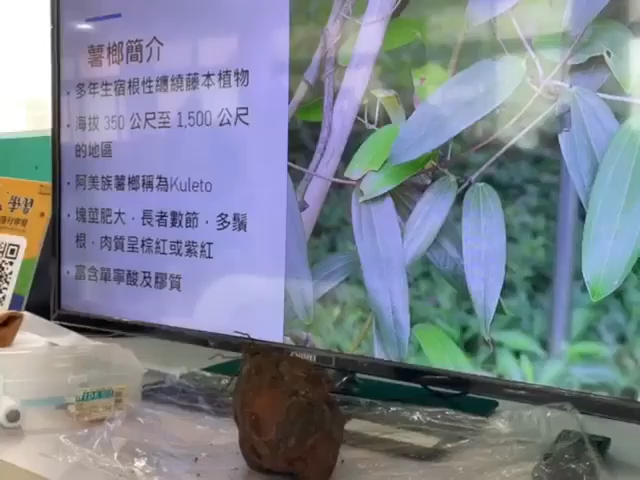 薯榔簡介
• 多年生宿根性纏繞藤本植物
• 海拔 350 公尺至 1,500 公尺
的地區
• 阿美族薯榔稱為Kuleto
• 塊莖肥大，長者數節，多鬚
根，肉質呈棕紅或紫紅
• 富含單寧酸及膠質